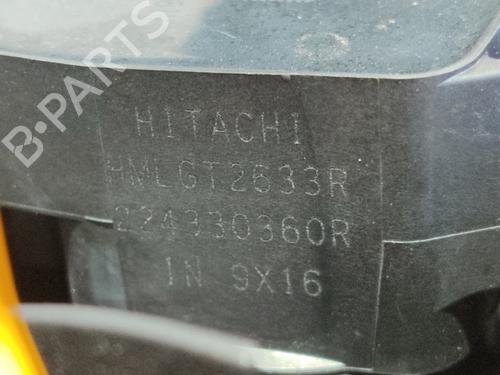 B-PARTS
HITACHI
HMLGT2633R
224330360R
IN 9X16